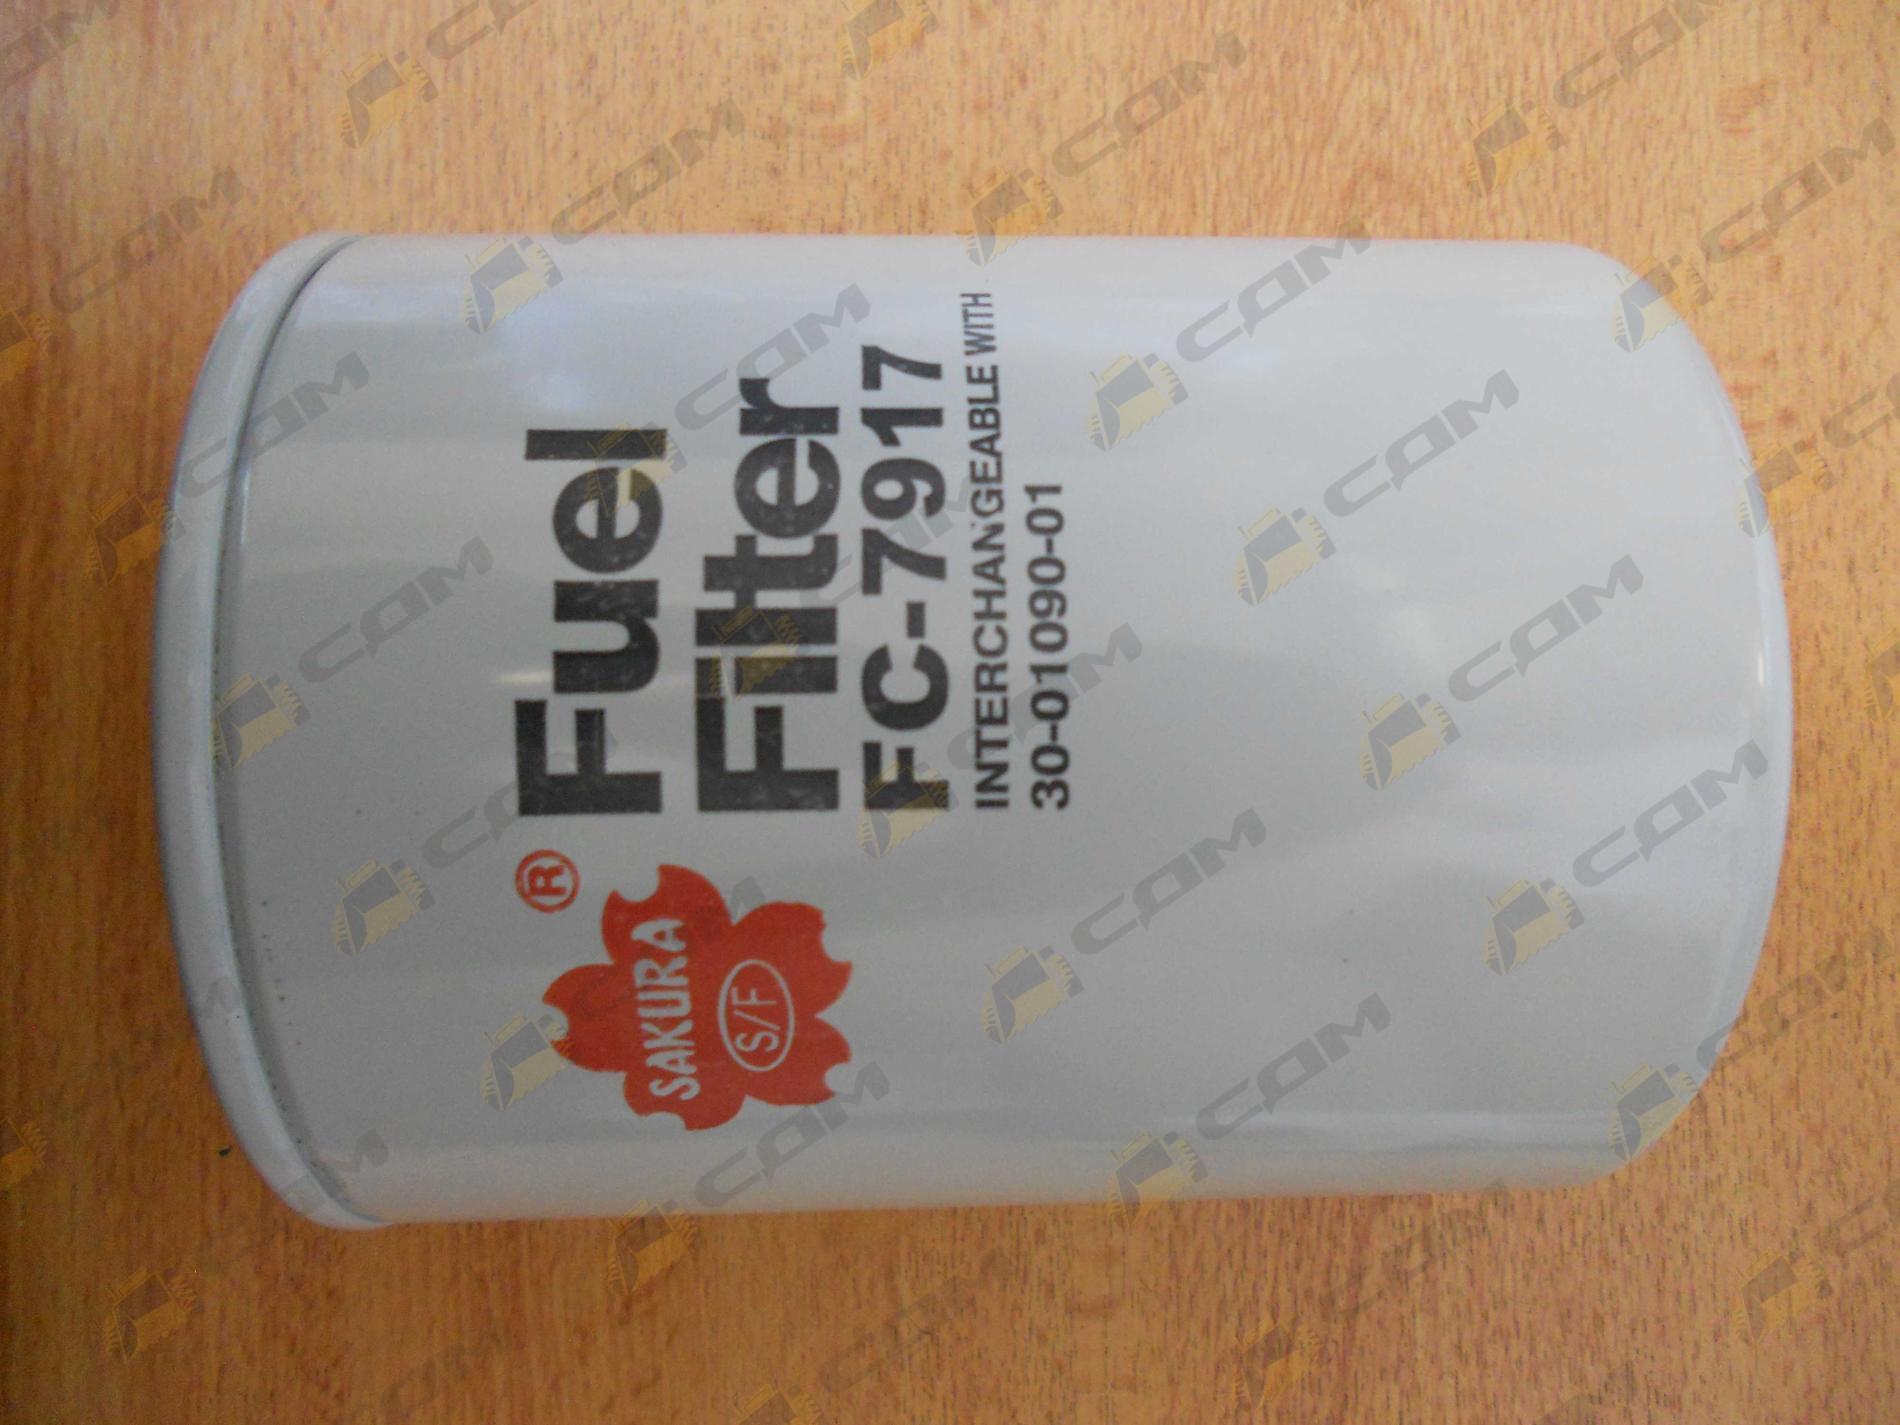 SAKURA
S/F
®
Fuel
Filter
FC-7917
INTERCHANGEABLE WITH
30-01090-01